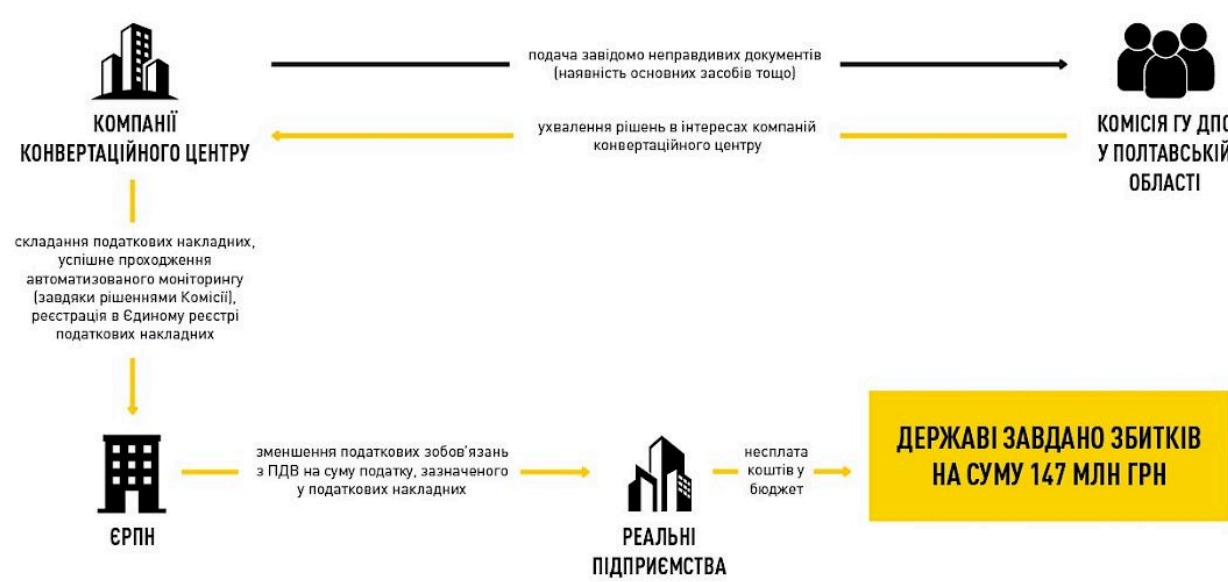 подача завідомо неправдивих документів
(наявність основних засобів тощо)
КОМПАНІЇ
КОНВЕРТАЦІЙНОГО ЦЕНТРУ
ухвалення рішень в інтересах компаній
конвертаційного центру
КОМІСІЯ ГУ ДПС
У ПОЛТАВСЬКІЙ
ОБЛАСТІ
складання податкових накладних,
успішне проходження
автоматизованого моніторингу
(завдяки рішеннями Комісії),
реєстрація в Єдиному реєстрі
податкових накладних
ЄРПН
зменшення податкових зобов'язань
з ПДВ на суму податку, зазначеного
у податкових накладних
РЕАЛЬНІ
ПІДПРИЄМСТВА
несплата
коштів у
бюджет
ДЕРЖАВІ ЗАВДАНО ЗБИТКІВ
НА СУМУ 147 МЛН ГРН